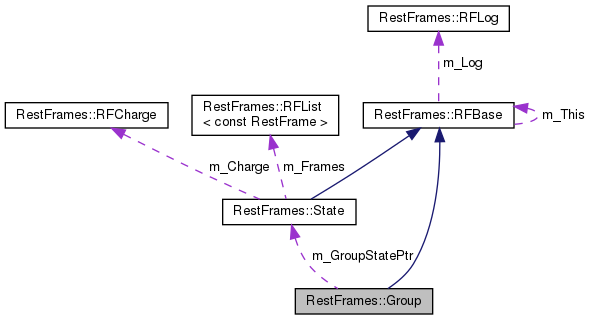 RestFrames::RFLog
m_Log
RestFrames::RFCharge
RestFrames::RFList
< const RestFrame >
RestFrames::RFBase
m_This
m_Charge
m_Frames
RestFrames::State
m_GroupStatePtr
RestFrames::Group